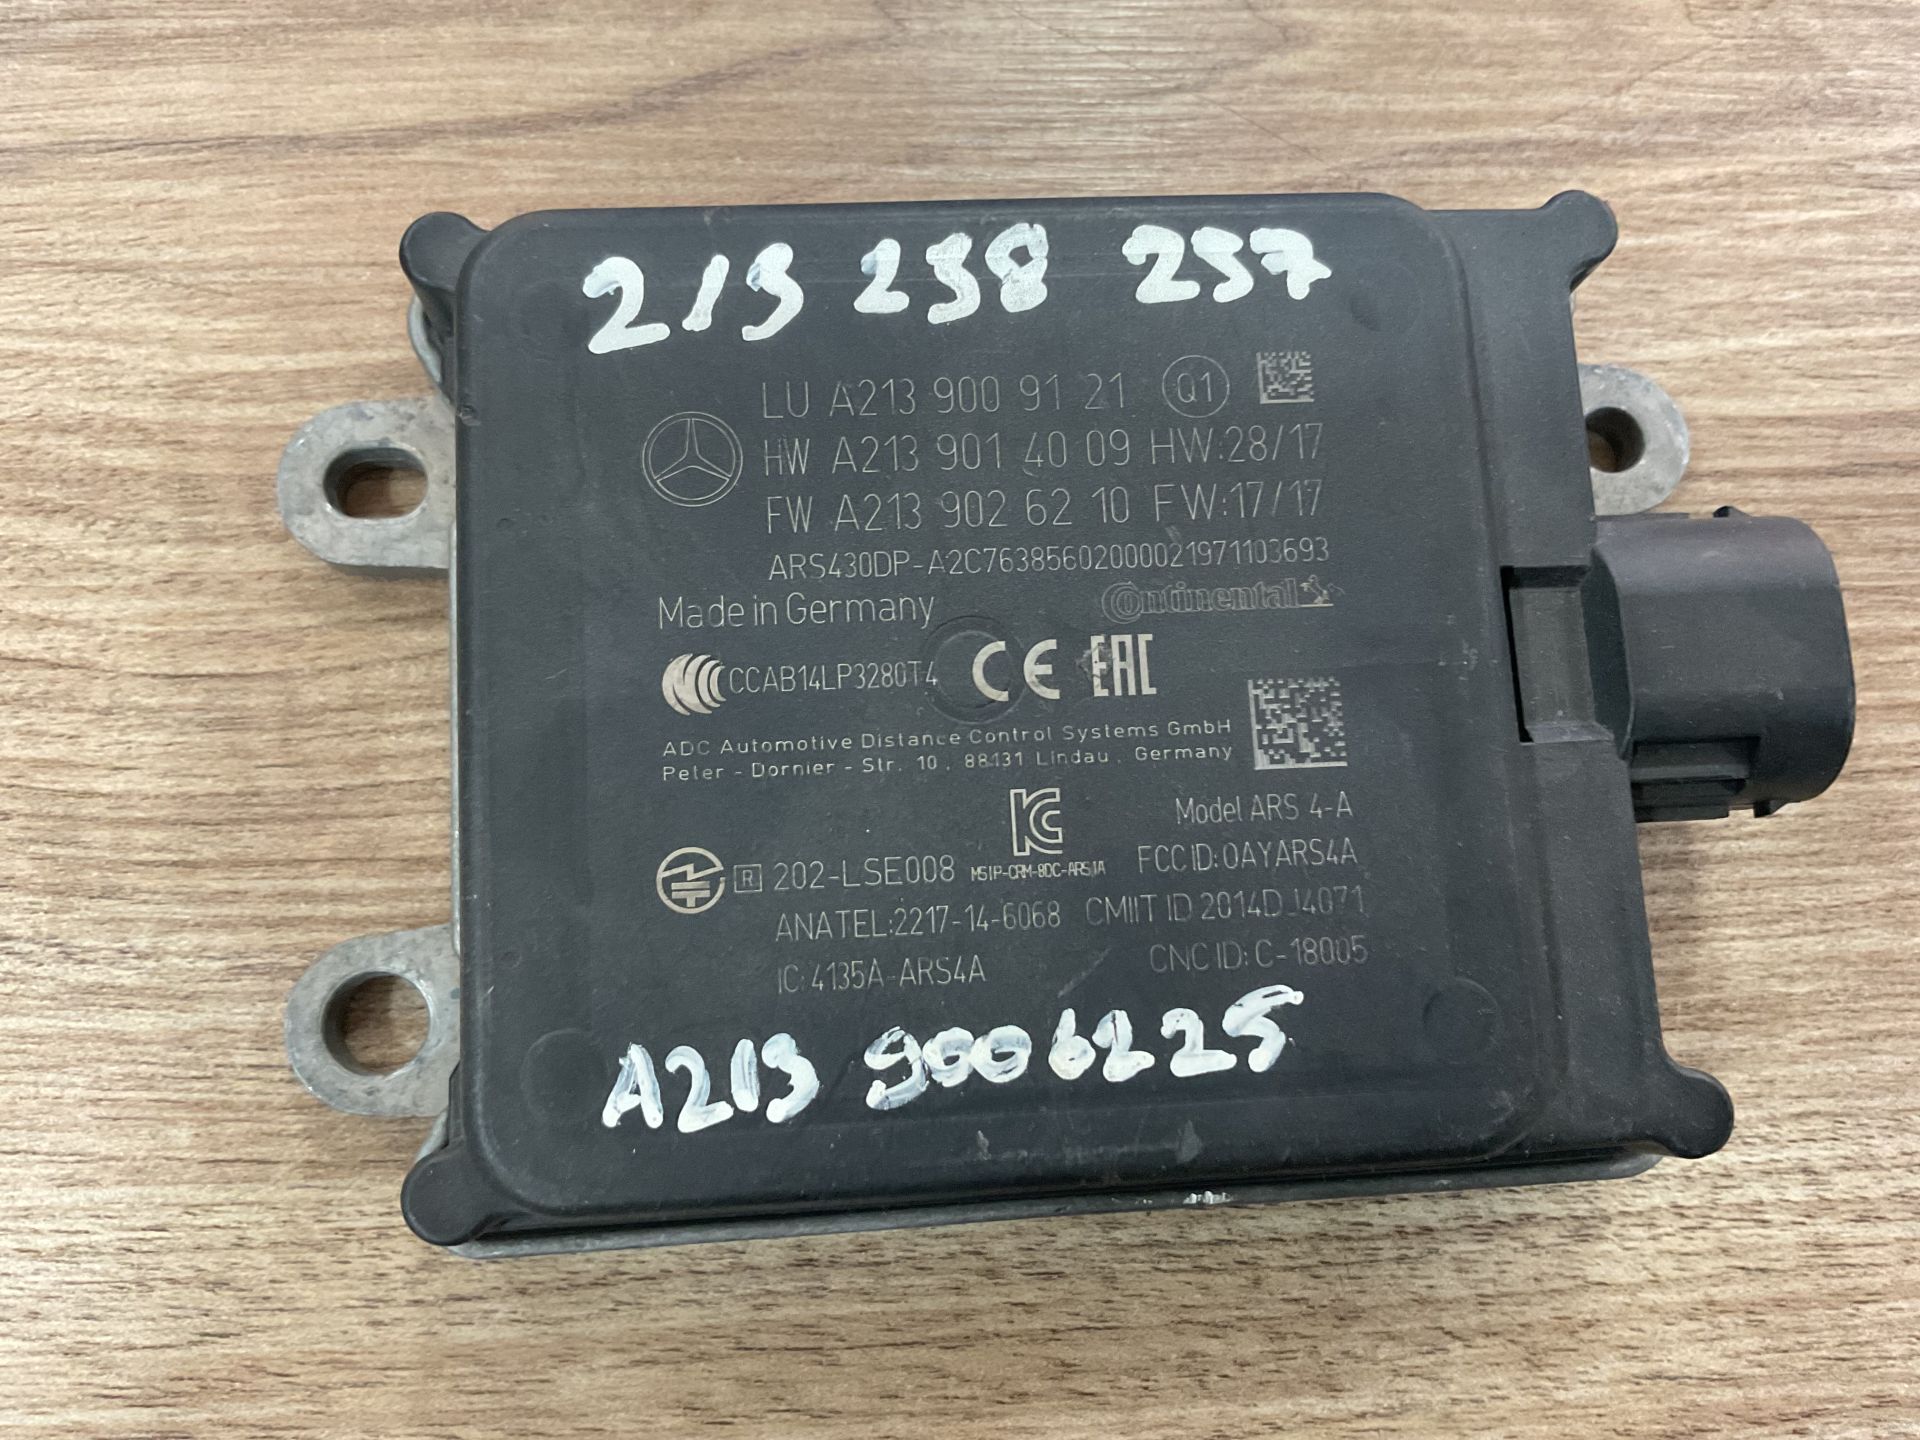 213 238 257
LU A213 900 91 21 Q1
HW A213 901 40 09 HW:28/17
FW A213 902 62 10 FW:17/17
ARS430DP-A2C76385602000021971103693
Made in Germany Continental
CCAB14LP3280T4 CE EAC
ADC Automotive Distance Control Systems GmbH
Peter - Dornier - Str. 10 , 88131 Lindau , Germany
Model ARS 4-A
R 202-LSE008 MSIP-CRM-8DC-ARS1A FCC ID: OAYARS4A
ANATEL:2217-14-6068 CMIIT ID 2014DJ4071
IC: 4135A-ARS4A CNC ID: C-18005
A213 9006225